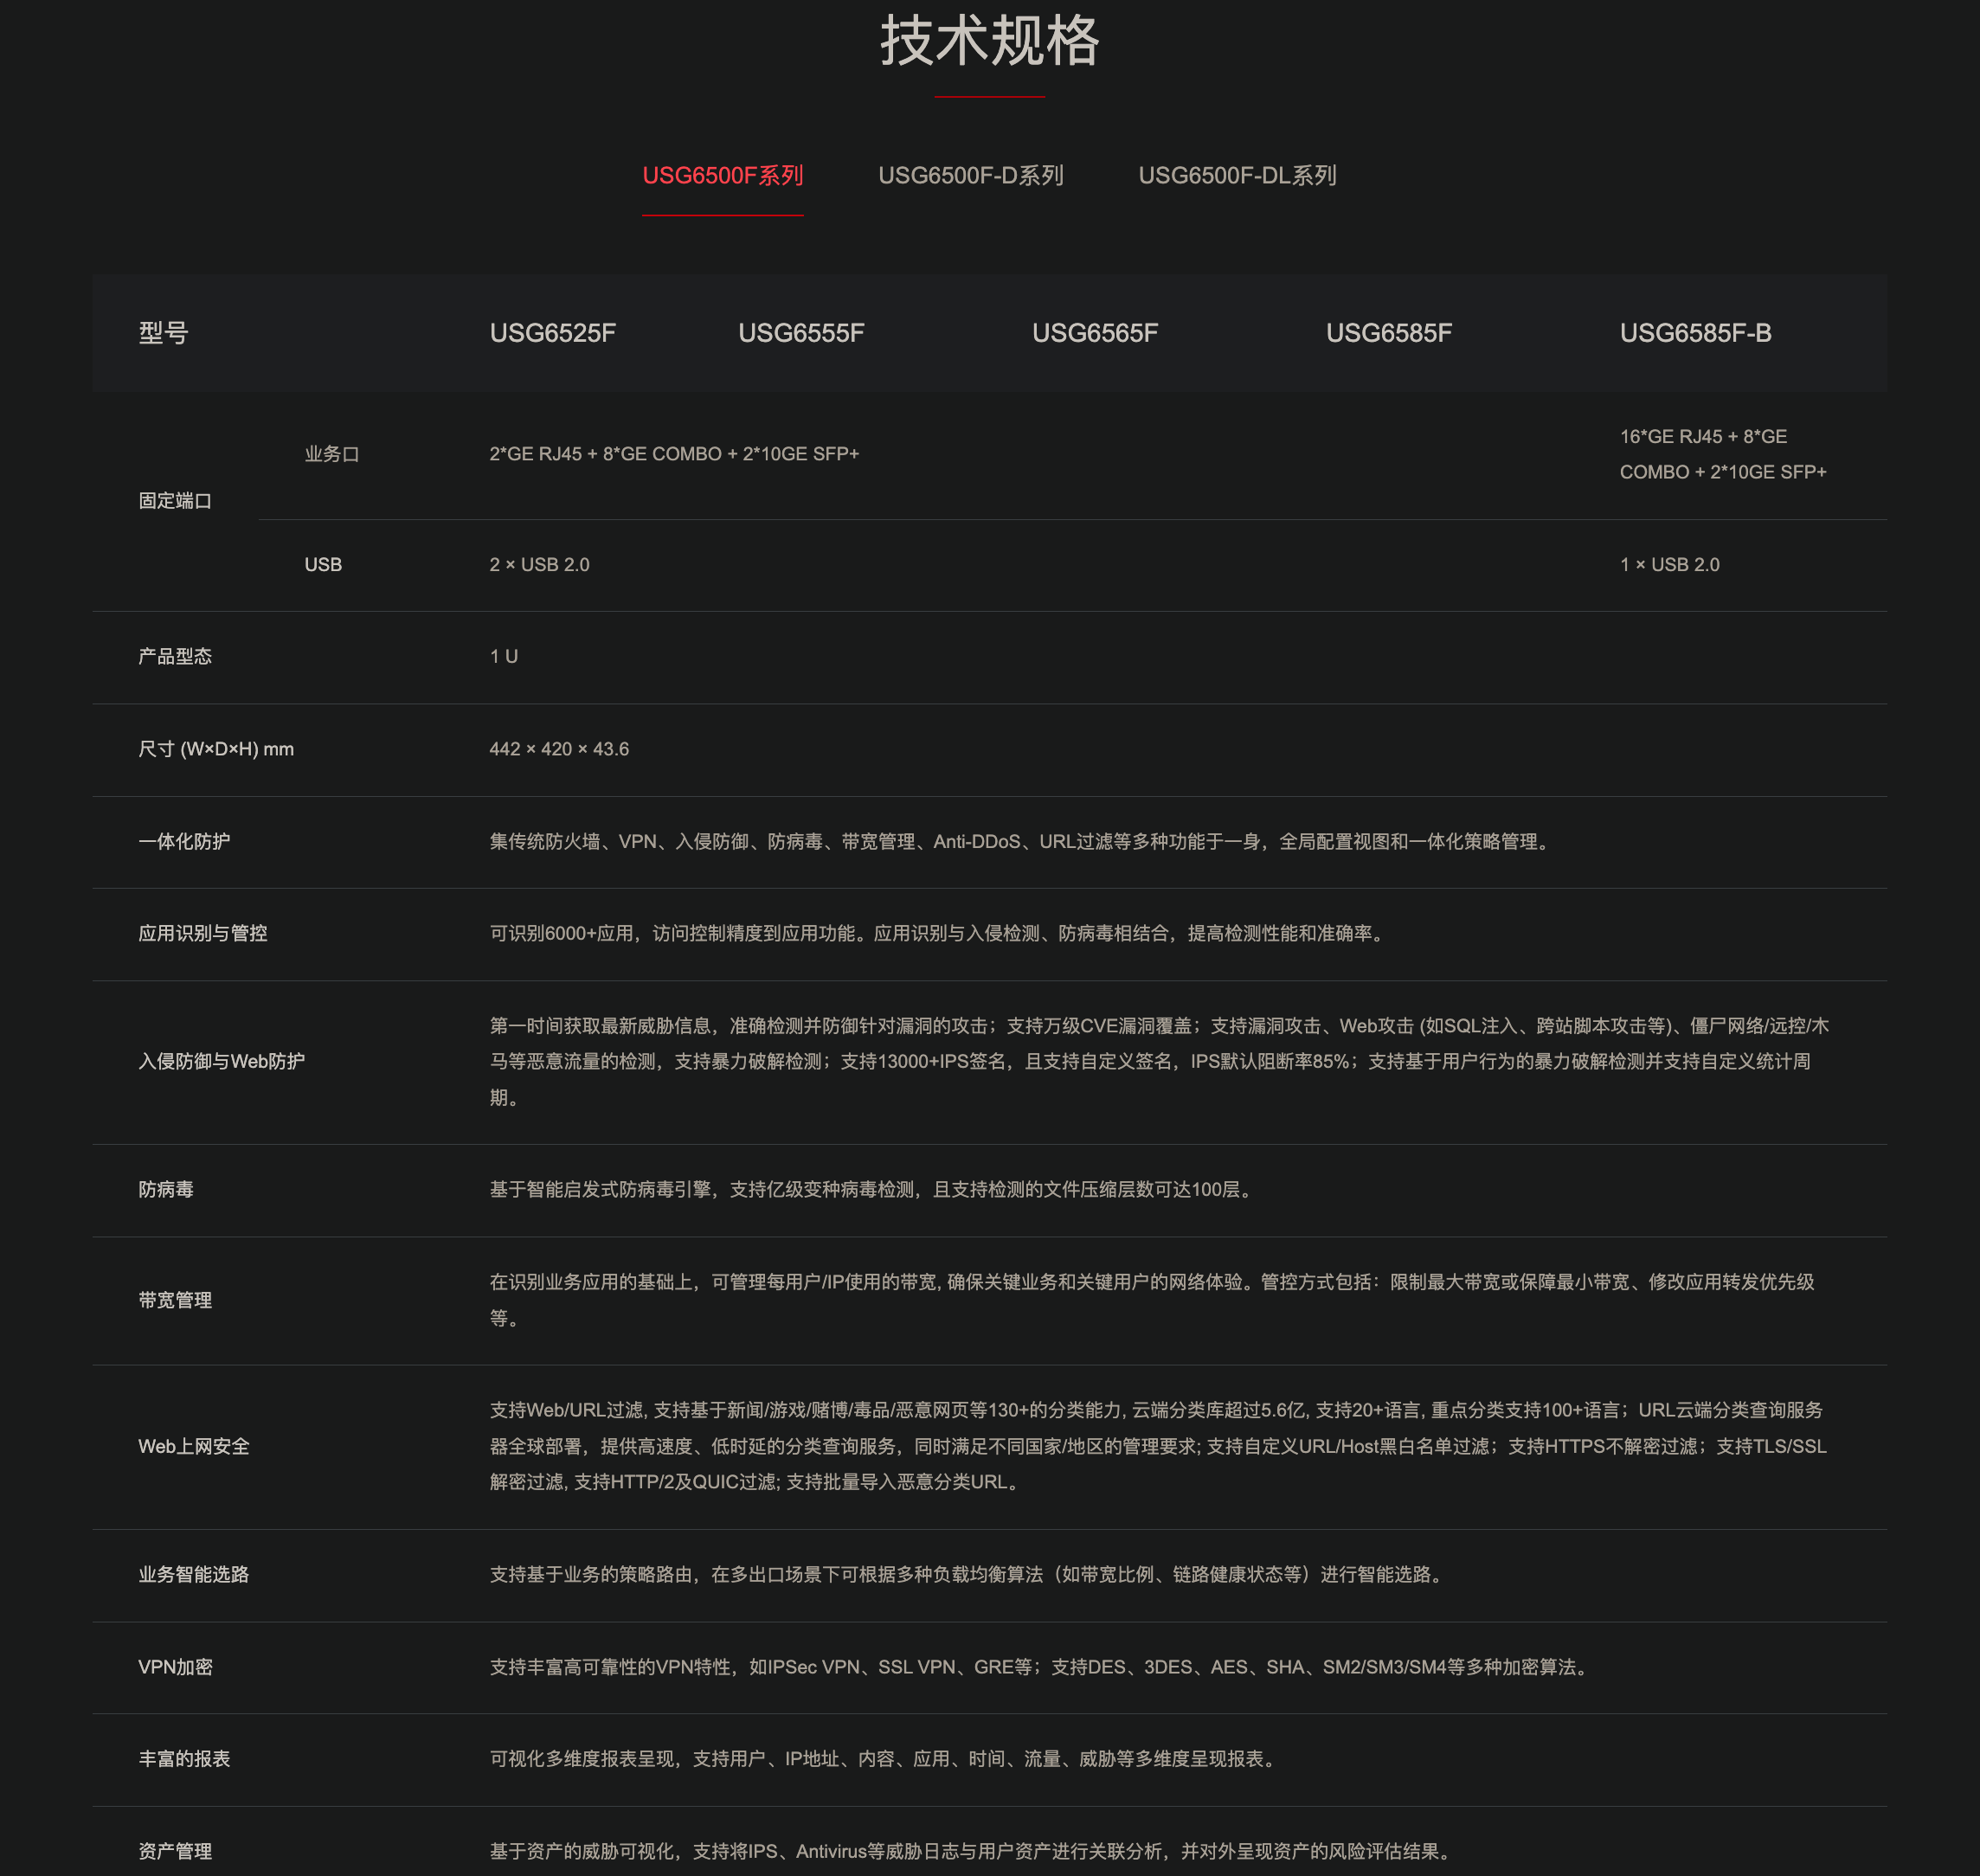 技术规格
USG6500F系列 USG6500F-D系列 USG6500F-DL系列
型号 USG6525F USG6555F USG6565F USG6585F USG6585F-B
固定端口
业务口 2*GE RJ45 + 8*GE COMBO + 2*10GE SFP+
16*GE RJ45 + 8*GE
COMBO + 2*10GE SFP+
USB 2 × USB 2.0 1 × USB 2.0
产品型态 1 U
尺寸 (W×D×H) mm 442 × 420 × 43.6
一体化防护 集传统防火墙、VPN、入侵防御、防病毒、带宽管理、Anti-DDoS、URL过滤等多种功能于一身，全局配置视图和一体化策略管理。
应用识别与管控 可识别6000+应用，访问控制精度到应用功能。应用识别与入侵检测、防病毒相结合，提高检测性能和准确率。
入侵防御与Web防护
第一时间获取最新威胁信息，准确检测并防御针对漏洞的攻击；支持万级CVE漏洞覆盖；支持漏洞攻击、Web攻击 (如SQL注入、跨站脚本攻击等)、僵尸网络/远控/木
马等恶意流量的检测，支持暴力破解检测；支持13000+IPS签名，且支持自定义签名，IPS默认阻断率85%；支持基于用户行为的暴力破解检测并支持自定义统计周
期。
防病毒 基于智能启发式防病毒引擎，支持亿级变种病毒检测，且支持检测的文件压缩层数可达100层。
带宽管理
在识别业务应用的基础上，可管理每用户/IP使用的带宽, 确保关键业务和关键用户的网络体验。管控方式包括：限制最大带宽或保障最小带宽、修改应用转发优先级
等。
Web上网安全
支持Web/URL过滤, 支持基于新闻/游戏/赌博/毒品/恶意网页等130+的分类能力, 云端分类库超过5.6亿, 支持20+语言, 重点分类支持100+语言；URL云端分类查询服务
器全球部署，提供高速度、低时延的分类查询服务，同时满足不同国家/地区的管理要求; 支持自定义URL/Host黑白名单过滤；支持HTTPS不解密过滤；支持TLS/SSL
解密过滤, 支持HTTP/2及QUIC过滤; 支持批量导入恶意分类URL。
业务智能选路 支持基于业务的策略路由，在多出口场景下可根据多种负载均衡算法（如带宽比例、链路健康状态等）进行智能选路。
VPN加密 支持丰富高可靠性的VPN特性，如IPSec VPN、SSL VPN、GRE等；支持DES、3DES、AES、SHA、SM2/SM3/SM4等多种加密算法。
丰富的报表 可视化多维度报表呈现，支持用户、IP地址、内容、应用、时间、流量、威胁等多维度呈现报表。
资产管理 基于资产的威胁可视化，支持将IPS、Antivirus等威胁日志与用户资产进行关联分析，并对外呈现资产的风险评估结果。